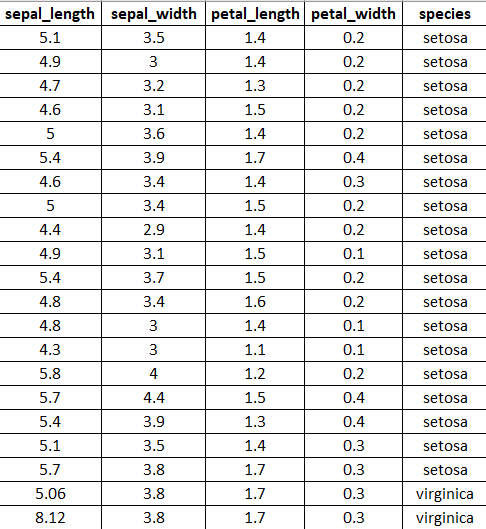 sepal_length sepal_width petal_length petal_width species
5.1 3.5 1.4 0.2 setosa
4.9 3 1.4 0.2 setosa
4.7 3.2 1.3 0.2 setosa
4.6 3.1 1.5 0.2 setosa
5 3.6 1.4 0.2 setosa
5.4 3.9 1.7 0.4 setosa
4.6 3.4 1.4 0.3 setosa
5 3.4 1.5 0.2 setosa
4.4 2.9 1.4 0.2 setosa
4.9 3.1 1.5 0.1 setosa
5.4 3.7 1.5 0.2 setosa
4.8 3.4 1.6 0.2 setosa
4.8 3 1.4 0.1 setosa
4.3 3 1.1 0.1 setosa
5.8 4 1.2 0.2 setosa
5.7 4.4 1.5 0.4 setosa
5.4 3.9 1.3 0.4 setosa
5.1 3.5 1.4 0.3 setosa
5.7 3.8 1.7 0.3 setosa
5.06 3.8 1.7 0.3 virginica
8.12 3.8 1.7 0.3 virginica